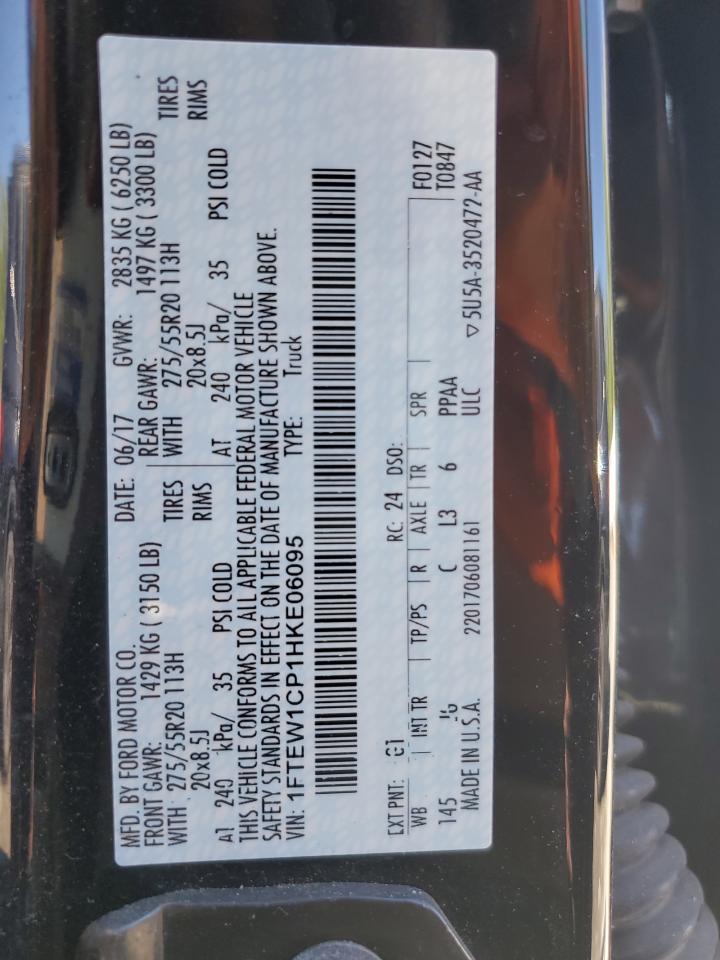 MFD. BY FORD MOTOR CO. DATE: 06/17 GVWR: 2835 KG ( 6250 LB)
FRONT GAWR: 1429 KG ( 3150 LB) REAR GAWR: 1497 KG ( 3300 LB)
WITH 275/55R20 113H TIRES WITH 275/55R20 113H TIRES
20x8.5J RIMS 20x8.5J RIMS
AT 240 kPa/ 35 PSI COLD AT 240 kPa/ 35 PSI COLD
THIS VEHICLE CONFORMS TO ALL APPLICABLE FEDERAL MOTOR VEHICLE
SAFETY STANDARDS IN EFFECT ON THE DATE OF MANUFACTURE SHOWN ABOVE.
VIN: 1FTEW1CP1HKE06095 TYPE: Truck
EXT PNT: G1 RC: 24 DSO:
WB INT TR TP/PS R AXLE TR SPR F0127
145 C L3 6 PPAA T0847
MADE IN U.S.A. 2201706081161 ULC ▽5U5A-3520472-AA